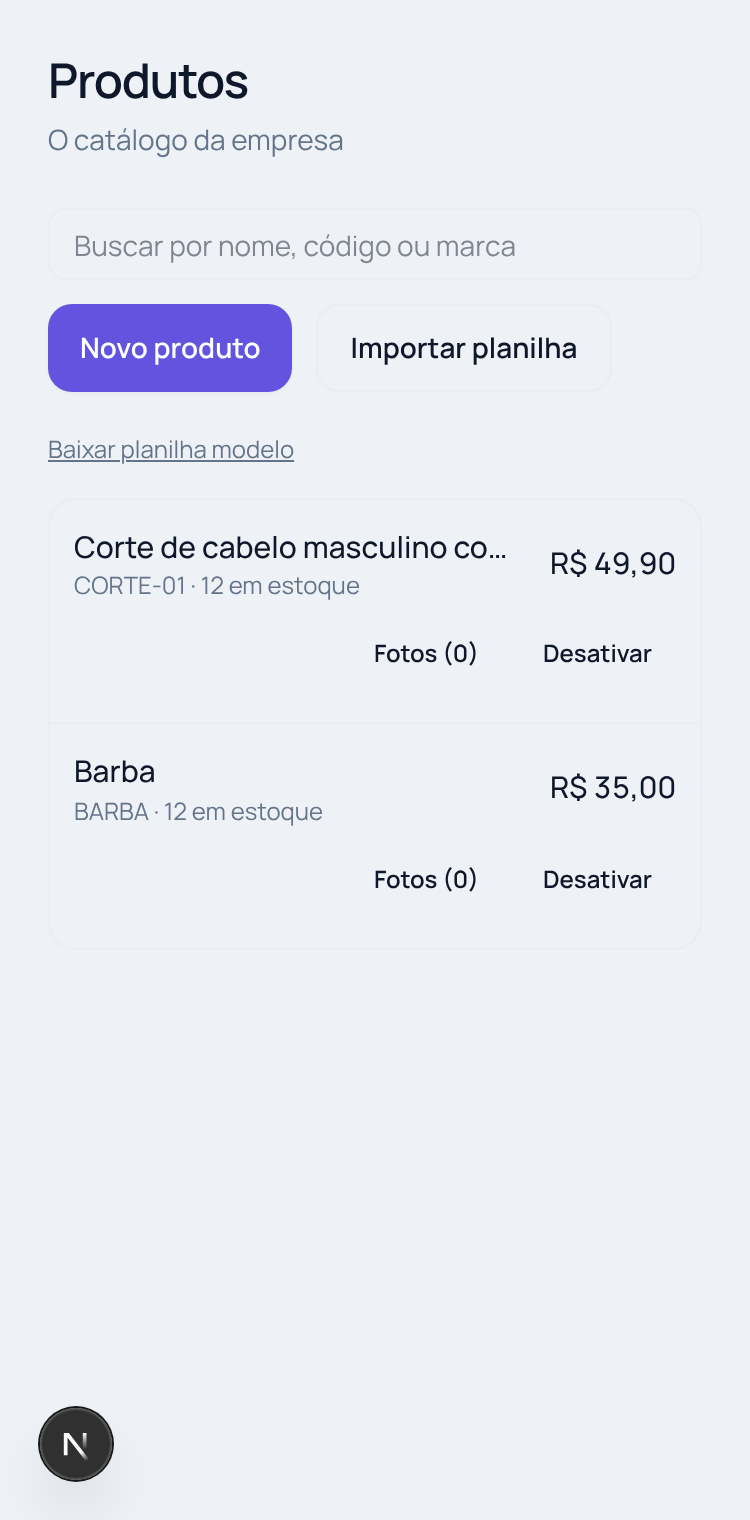 Produtos
O catálogo da empresa
Buscar por nome, código ou marca
Novo produto
Importar planilha
Baixar planilha modelo
Corte de cabelo masculino co...
R$ 49,90
CORTE-01 · 12 em estoque
Fotos (0)
Desativar
Barba
R$ 35,00
BARBA · 12 em estoque
Fotos (0)
Desativar
N